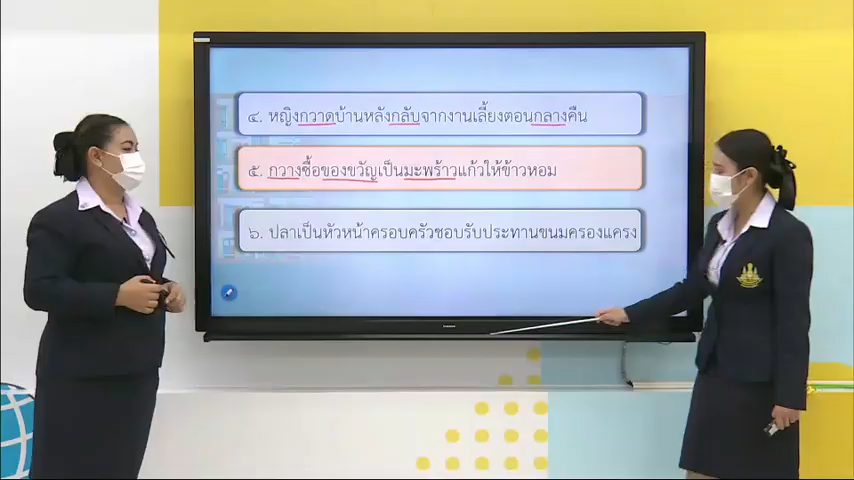 ๔. หญิงกวาดบ้านหลังกลับจากงานเลี้ยงตอนกลางคืน
๕. กวางซื้อของขวัญเป็นมะพร้าวแก้วให้ข้าวหอม
๖. ปลาเป็นหัวหน้าครอบครัวชอบรับประทานขนมครองแครง